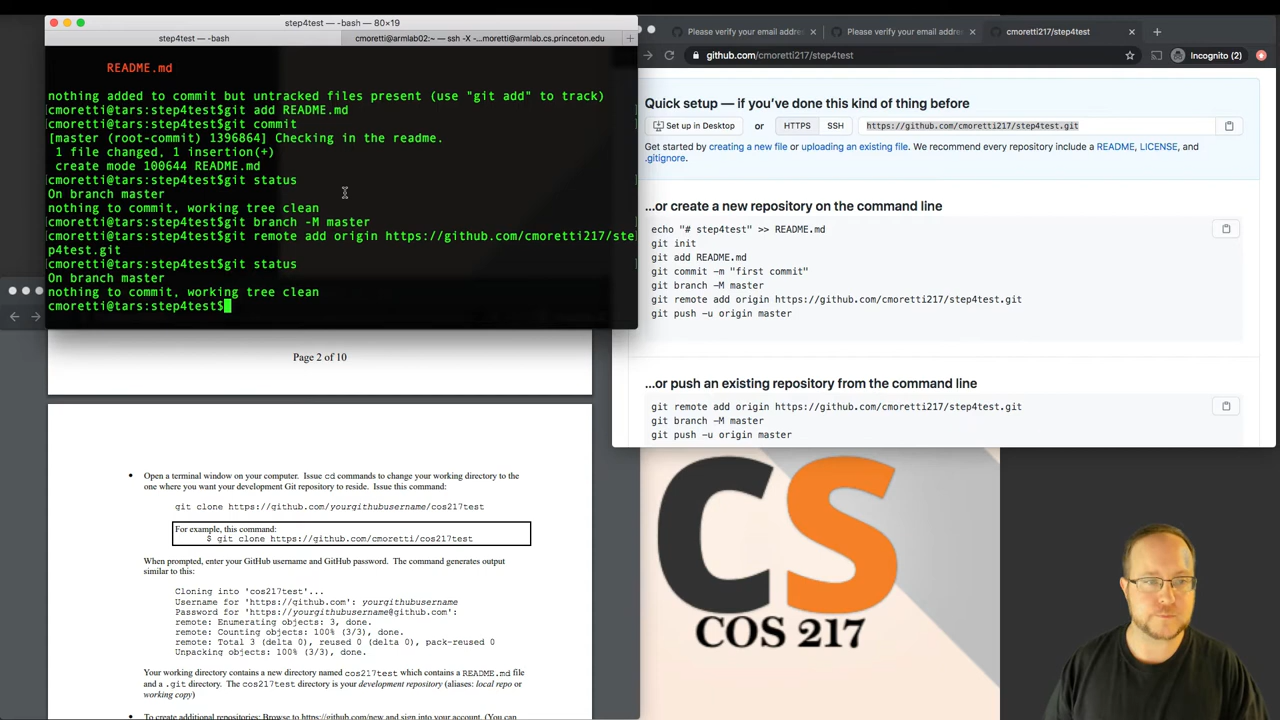 step4test — -bash — 80×19
step4test — -bash
cmoretti@armlab02:~ — ssh -X -...moretti@armlab.cs.princeton.edu
README.md
nothing added to commit but untracked files present (use "git add" to track)
cmoretti@tars:step4test$git add README.md
cmoretti@tars:step4test$git commit
[master (root-commit) 1396864] Checking in the readme.
1 file changed, 1 insertion(+)
create mode 100644 README.md
cmoretti@tars:step4test$git status
On branch master
nothing to commit, working tree clean
cmoretti@tars:step4test$git branch -M master
cmoretti@tars:step4test$git remote add origin https://github.com/cmoretti217/ste
p4test.git
cmoretti@tars:step4test$git status
On branch master
nothing to commit, working tree clean
cmoretti@tars:step4test$
Please verify your email addres
Please verify your email addres
cmoretti217/step4test
github.com/cmoretti217/step4test
Incognito (2)
Quick setup — if you've done this kind of thing before
Set up in Desktop or HTTPS SSH https://github.com/cmoretti217/step4test.git
Get started by creating a new file or uploading an existing file. We recommend every repository include a README, LICENSE, and
.gitignore.
...or create a new repository on the command line
echo "# step4test" >> README.md
git init
git add README.md
git commit -m "first commit"
git branch -M master
git remote add origin https://github.com/cmoretti217/step4test.git
git push -u origin master
...or push an existing repository from the command line
git remote add origin https://github.com/cmoretti217/step4test.git
git branch -M master
git push -u origin master
Page 2 of 10
• Open a terminal window on your computer. Issue cd commands to change your working directory to the
one where you want your development Git repository to reside. Issue this command:
git clone https://github.com/yourgithubusername/cos217test
For example, this command:
$ git clone https://github.com/cmoretti/cos217test
When prompted, enter your GitHub username and GitHub password. The command generates output
similar to this:
Cloning into 'cos217test'...
Username for 'https://github.com': yourgithubusername
Password for 'https://yourgithubusername@github.com':
remote: Enumerating objects: 3, done.
remote: Counting objects: 100% (3/3), done.
remote: Total 3 (delta 0), reused 0 (delta 0), pack-reused 0
Unpacking objects: 100% (3/3), done.
Your working directory contains a new directory named cos217test which contains a README.md file
and a .git directory. The cos217test directory is your development repository (aliases: local repo or
working copy)
• To create additional repositories: Browse to https://github.com/new and sign into your account. (You can
CS
COS 217